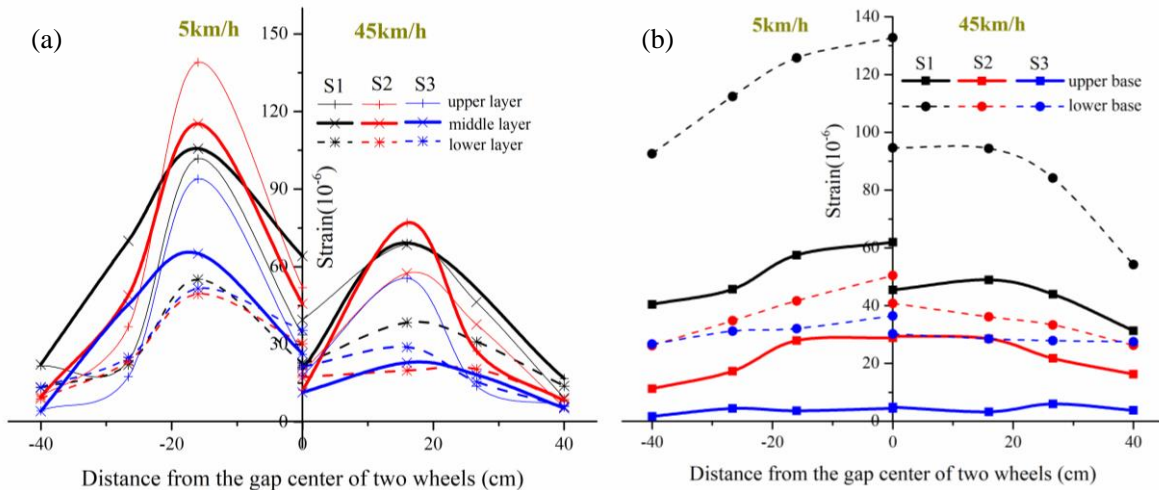 (a)
5km/h
45km/h
150
120
90
60
30
0
Strain(10-6)
S1 S2 S3
upper layer
middle layer
lower layer
-40 -20 0 20 40
Distance from the gap center of two wheels (cm)
(b)
5km/h
45km/h
140
120
100
80
60
40
20
0
Strain(10-6)
S1 S2 S3
upper base
lower base
-40 -20 0 20 40
Distance from the gap center of two wheels (cm)